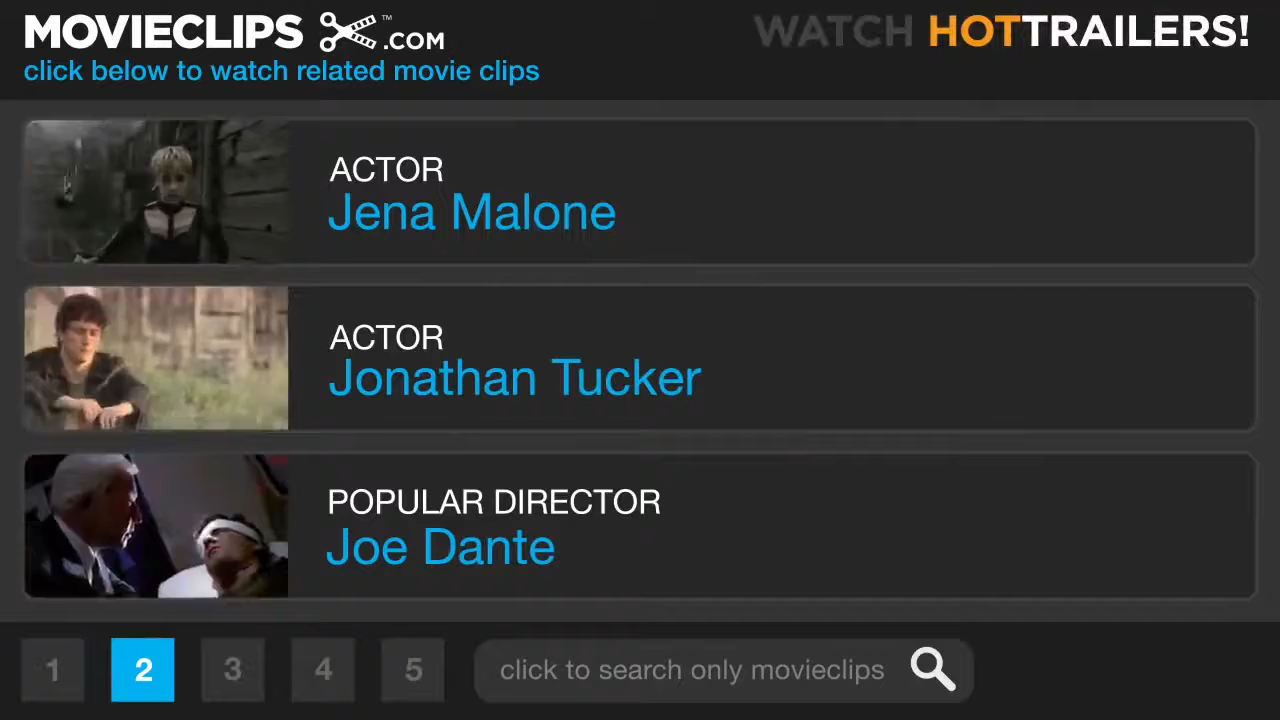 MOVIECLIPS ™ .COM
WATCH HOTTRAILERS!
click below to watch related movie clips
ACTOR
Jena Malone
ACTOR
Jonathan Tucker
POPULAR DIRECTOR
Joe Dante
1 2 3 4 5 click to search only movieclips